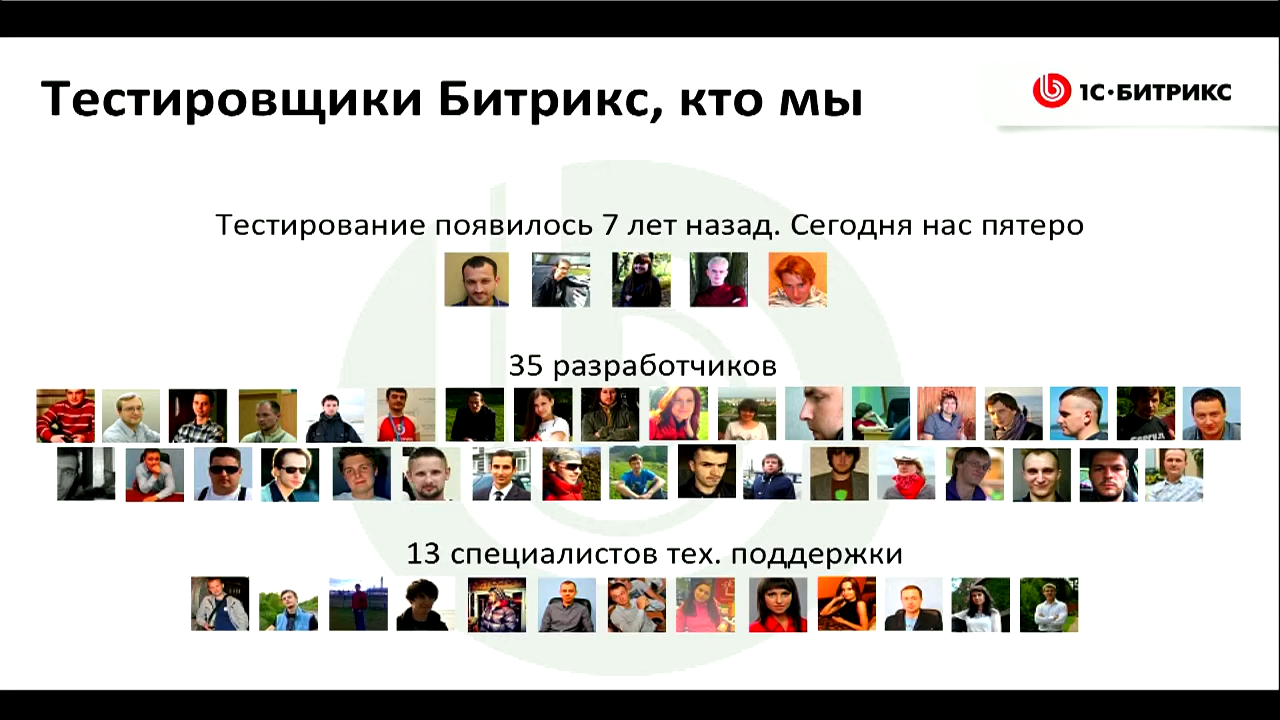 Тестировщики Битрикс, кто мы
1С·БИТРИКС
Тестирование появилось 7 лет назад. Сегодня нас пятеро
35 разработчиков
13 специалистов тех. поддержки